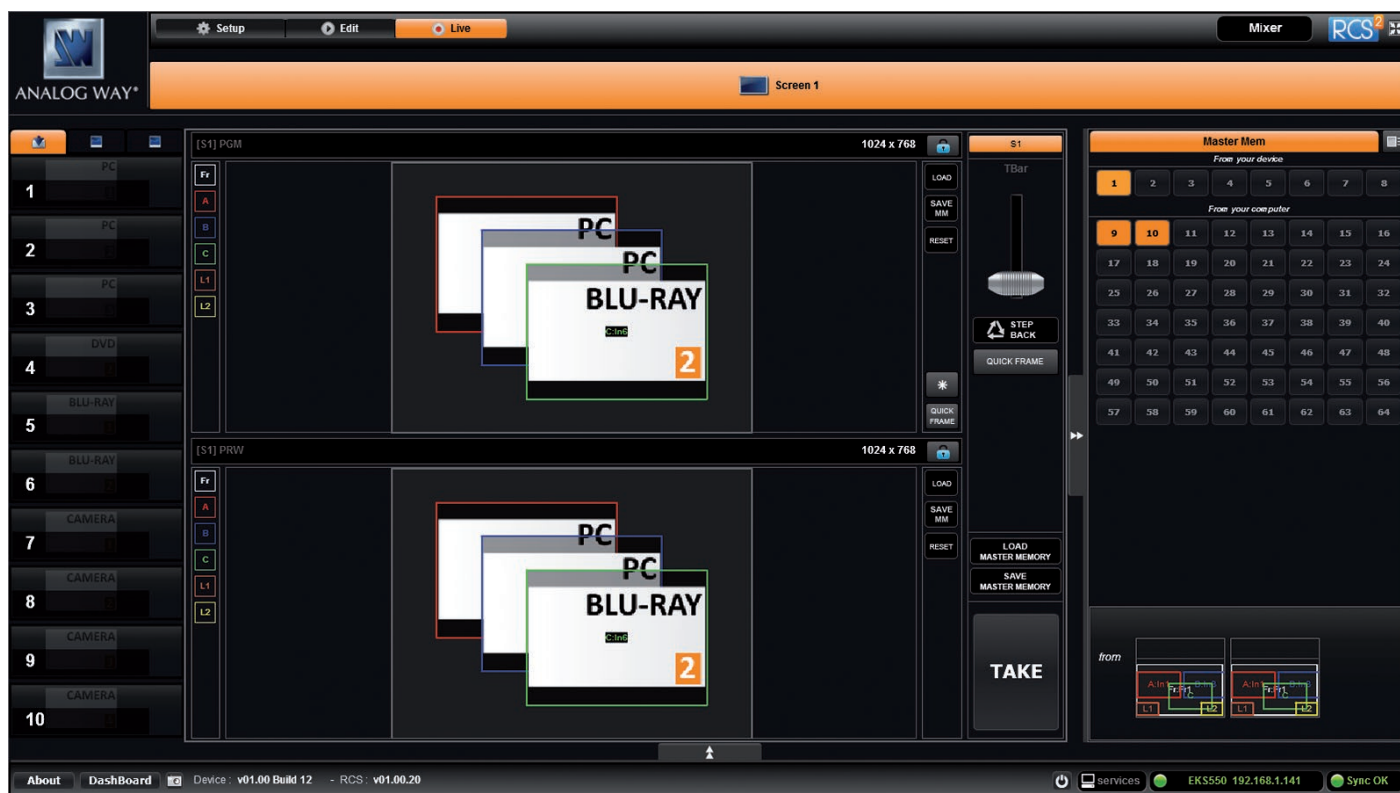 Setup
Edit
Live
Mixer
RCS2
ANALOG WAY®
Screen 1
1 PC
2 PC
3 PC
4 DVD
5 BLU-RAY
6 BLU-RAY
7 CAMERA
8 CAMERA
9 CAMERA
10 CAMERA
[S1] PGM
1024 x 768
Fr
A
B
C
L1
L2
PC
PC
BLU-RAY
C:In6
2
LOAD
SAVE
MM
RESET
QUICK
FRAME
[S1] PRW
1024 x 768
Fr
A
B
C
L1
L2
PC
PC
BLU-RAY
C:In6
2
LOAD
SAVE
MM
RESET
S1
TBar
STEP
BACK
QUICK FRAME
LOAD
MASTER MEMORY
SAVE
MASTER MEMORY
TAKE
Master Mem
From your device
1 2 3 4 5 6 7 8
From your computer
9 10 11 12 13 14 15 16
17 18 19 20 21 22 23 24
25 26 27 28 29 30 31 32
33 34 35 36 37 38 39 40
41 42 43 44 45 46 47 48
49 50 51 52 53 54 55 56
57 58 59 60 61 62 63 64
from
A:In1
Fr:Fr1
C
L1
L2
A:In1
Fr:Fr1
C
L1
L2
About
DashBoard
Device : v01.00 Build 12 - RCS : v01.00.20
services
EKS550 192.168.1.141
Sync OK